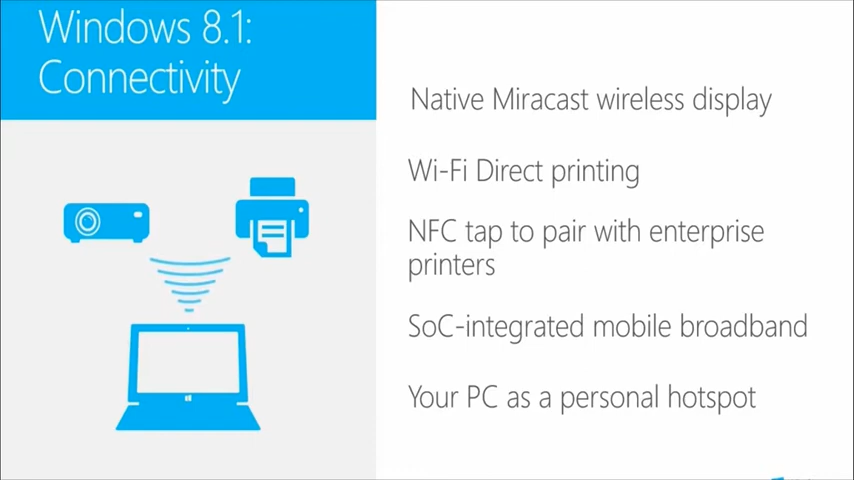 Windows 8.1:
Connectivity
Native Miracast wireless display
Wi-Fi Direct printing
NFC tap to pair with enterprise
printers
SoC-integrated mobile broadband
Your PC as a personal hotspot